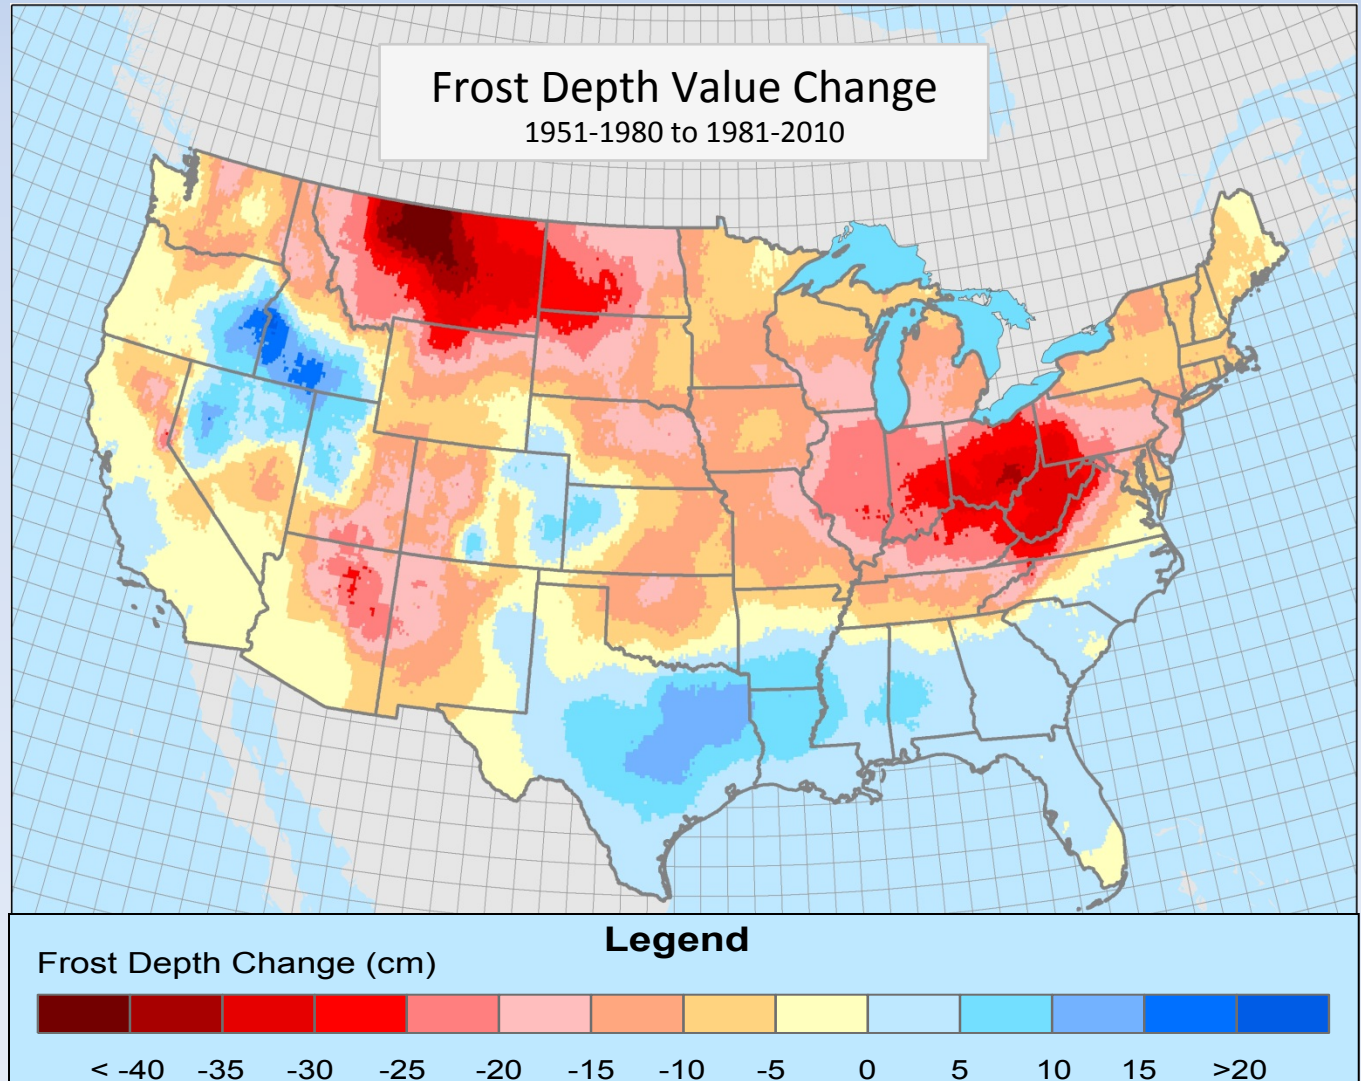 Frost Depth Value Change
1951-1980 to 1981-2010
Legend
Frost Depth Change (cm)
< -40 -35 -30 -25 -20 -15 -10 -5 0 5 10 15 >20